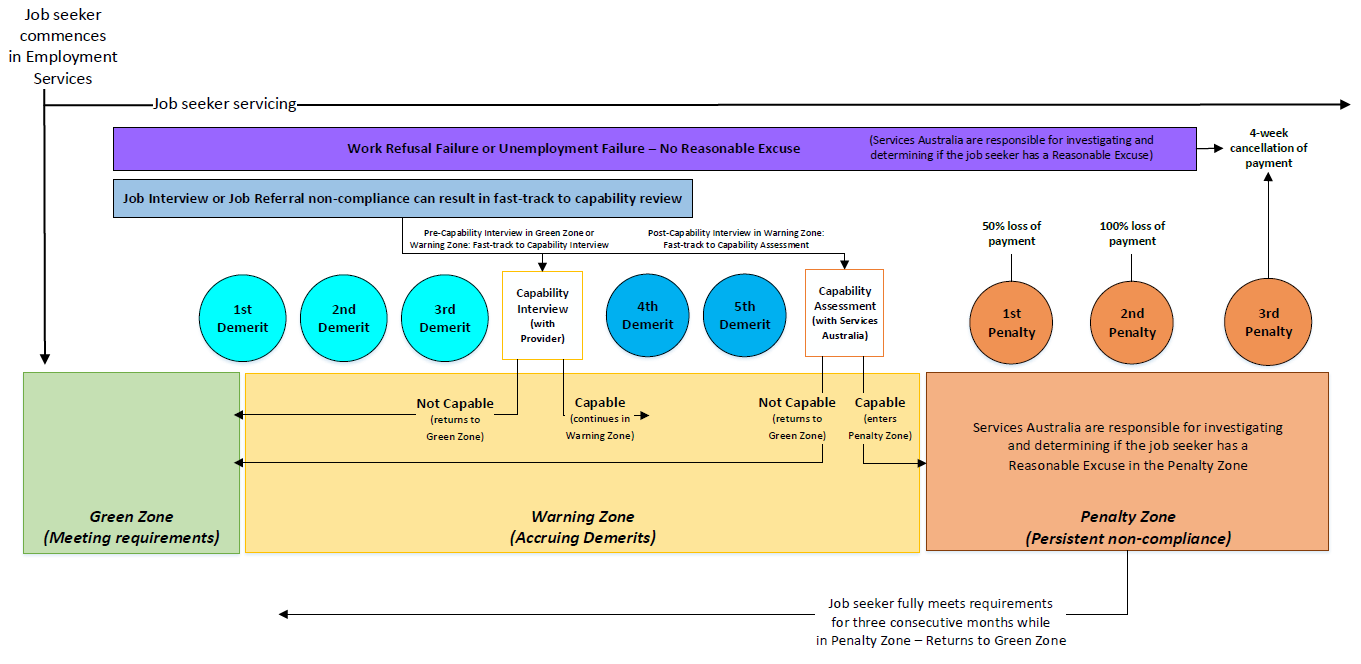 Job seeker
commences
in Employment
Services
Job seeker servicing
Work Refusal Failure or Unemployment Failure – No Reasonable Excuse
(Services Australia are responsible for investigating and
determining if the job seeker has a Reasonable Excuse)
4-week
cancellation of
payment
Job Interview or Job Referral non-compliance can result in fast-track to capability review
Pre-Capability Interview in Green Zone or
Warning Zone: Fast-track to Capability Interview
Post-Capability Interview in Warning Zone:
Fast-track to Capability Assessment
50% loss of
payment
100% loss of
payment
1st
Demerit
2nd
Demerit
3rd
Demerit
Capability
Interview
(with
Provider)
4th
Demerit
5th
Demerit
Capability
Assessment
(with Services
Australia)
1st
Penalty
2nd
Penalty
3rd
Penalty
Not Capable
(returns to
Green Zone)
Capable
(continues in
Warning Zone)
Not Capable
(returns to
Green Zone)
Capable
(enters
Penalty Zone)
Services Australia are responsible for investigating
and determining if the job seeker has a
Reasonable Excuse in the Penalty Zone
Green Zone
(Meeting requirements)
Warning Zone
(Accruing Demerits)
Penalty Zone
(Persistent non-compliance)
Job seeker fully meets requirements
for three consecutive months while
in Penalty Zone – Returns to Green Zone